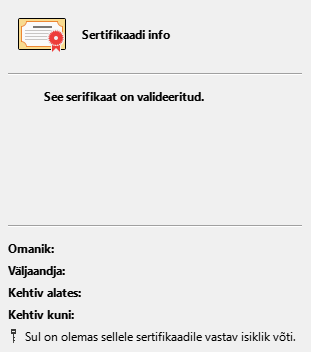 Sertifikaadi info
See serifikaat on valideeritud.
Omanik:
Väljaandja:
Kehtiv alates:
Kehtiv kuni:
Sul on olemas sellele sertifikaadile vastav isiklik võti.